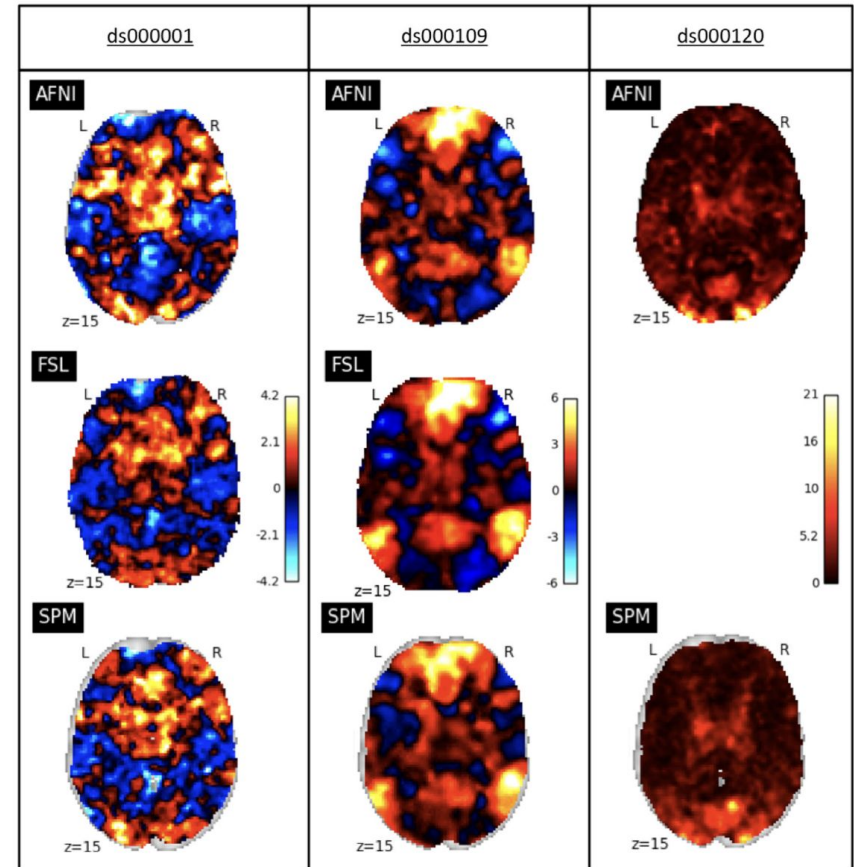 ds000001 ds000109 ds000120
AFNI AFNI AFNI
L R L R L R
z=15 z=15 z=15
FSL FSL
L R L R
4.2 6 21
2.1 3 16
0 0 10
-2.1 -3 5.2
-4.2 -6 0
z=15 z=15
SPM SPM SPM
L R L R L R
z=15 z=15 z=15